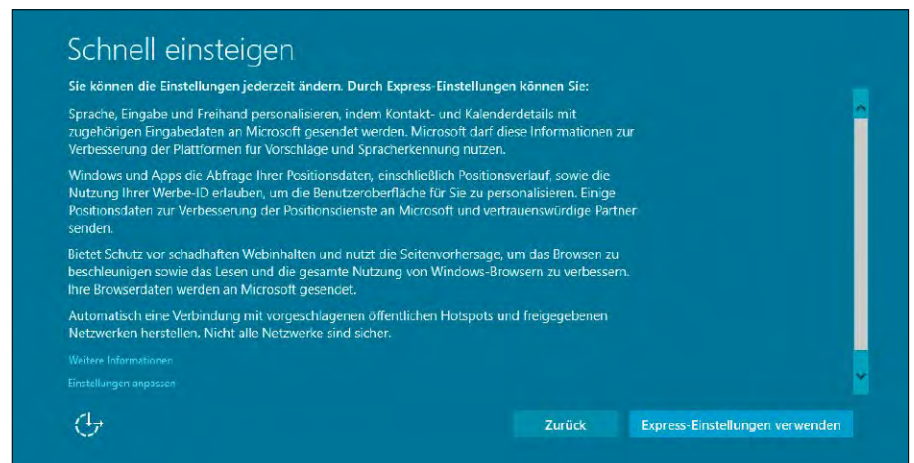 Schnell einsteigen
Sie können die Einstellungen jederzeit ändern. Durch Express-Einstellungen können Sie:
Sprache, Eingabe und Freihand personalisieren, indem Kontakt- und Kalenderdetails mit
zugehörigen Eingabedaten an Microsoft gesendet werden. Microsoft darf diese Informationen zur
Verbesserung der Plattformen für Vorschläge und Spracherkennung nutzen.
Windows und Apps die Abfrage Ihrer Positionsdaten, einschließlich Positionsverlauf, sowie die
Nutzung Ihrer Werbe-ID erlauben, um die Benutzeroberfläche für Sie zu personalisieren. Einige
Positionsdaten zur Verbesserung der Positionsdienste an Microsoft und vertrauenswürdige Partner
senden.
Bietet Schutz vor schadhaften Webinhalten und nutzt die Seitenvorhersage, um das Browsen zu
beschleunigen sowie das Lesen und die gesamte Nutzung von Windows-Browsern zu verbessern.
Ihre Browserdaten werden an Microsoft gesendet.
Automatisch eine Verbindung mit vorgeschlagenen öffentlichen Hotspots und freigegebenen
Netzwerken herstellen. Nicht alle Netzwerke sind sicher.
Weitere Informationen
Einstellungen anpassen
Zurück
Express-Einstellungen verwenden